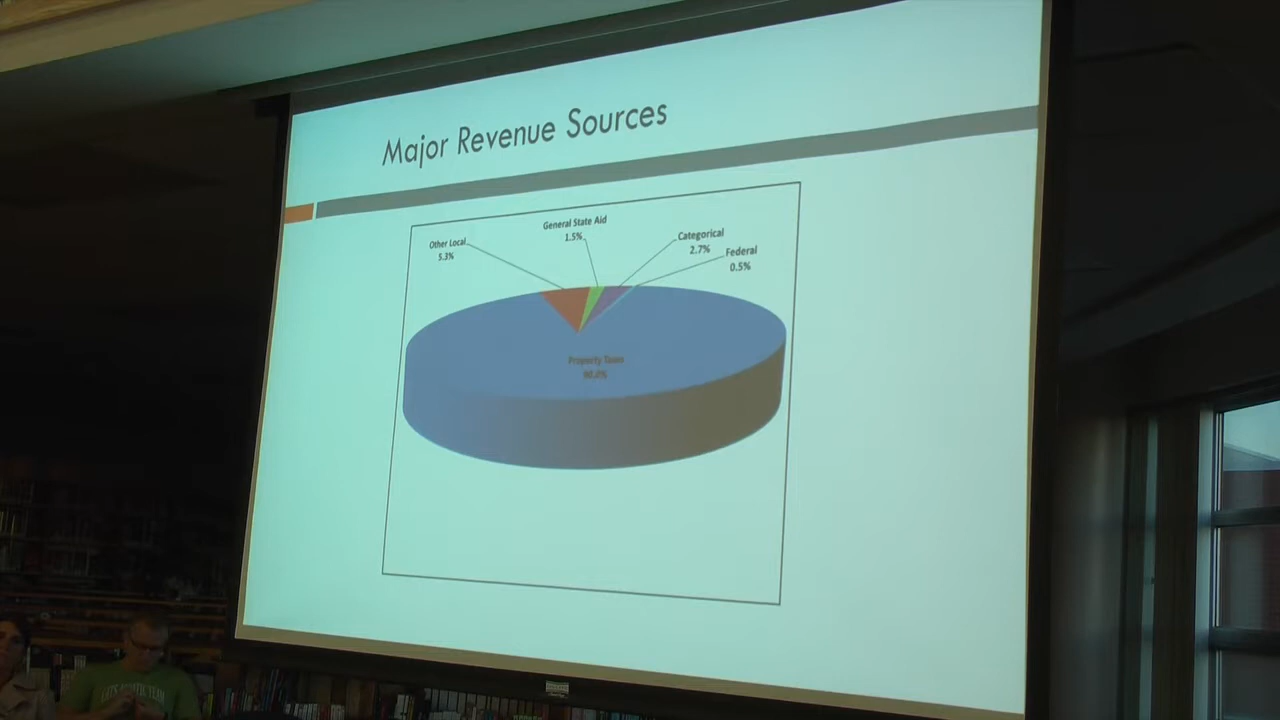 Major Revenue Sources
General State Aid
1.5%
Other Local
5.3%
Categorical
2.7%
Federal
0.5%
Property Taxes